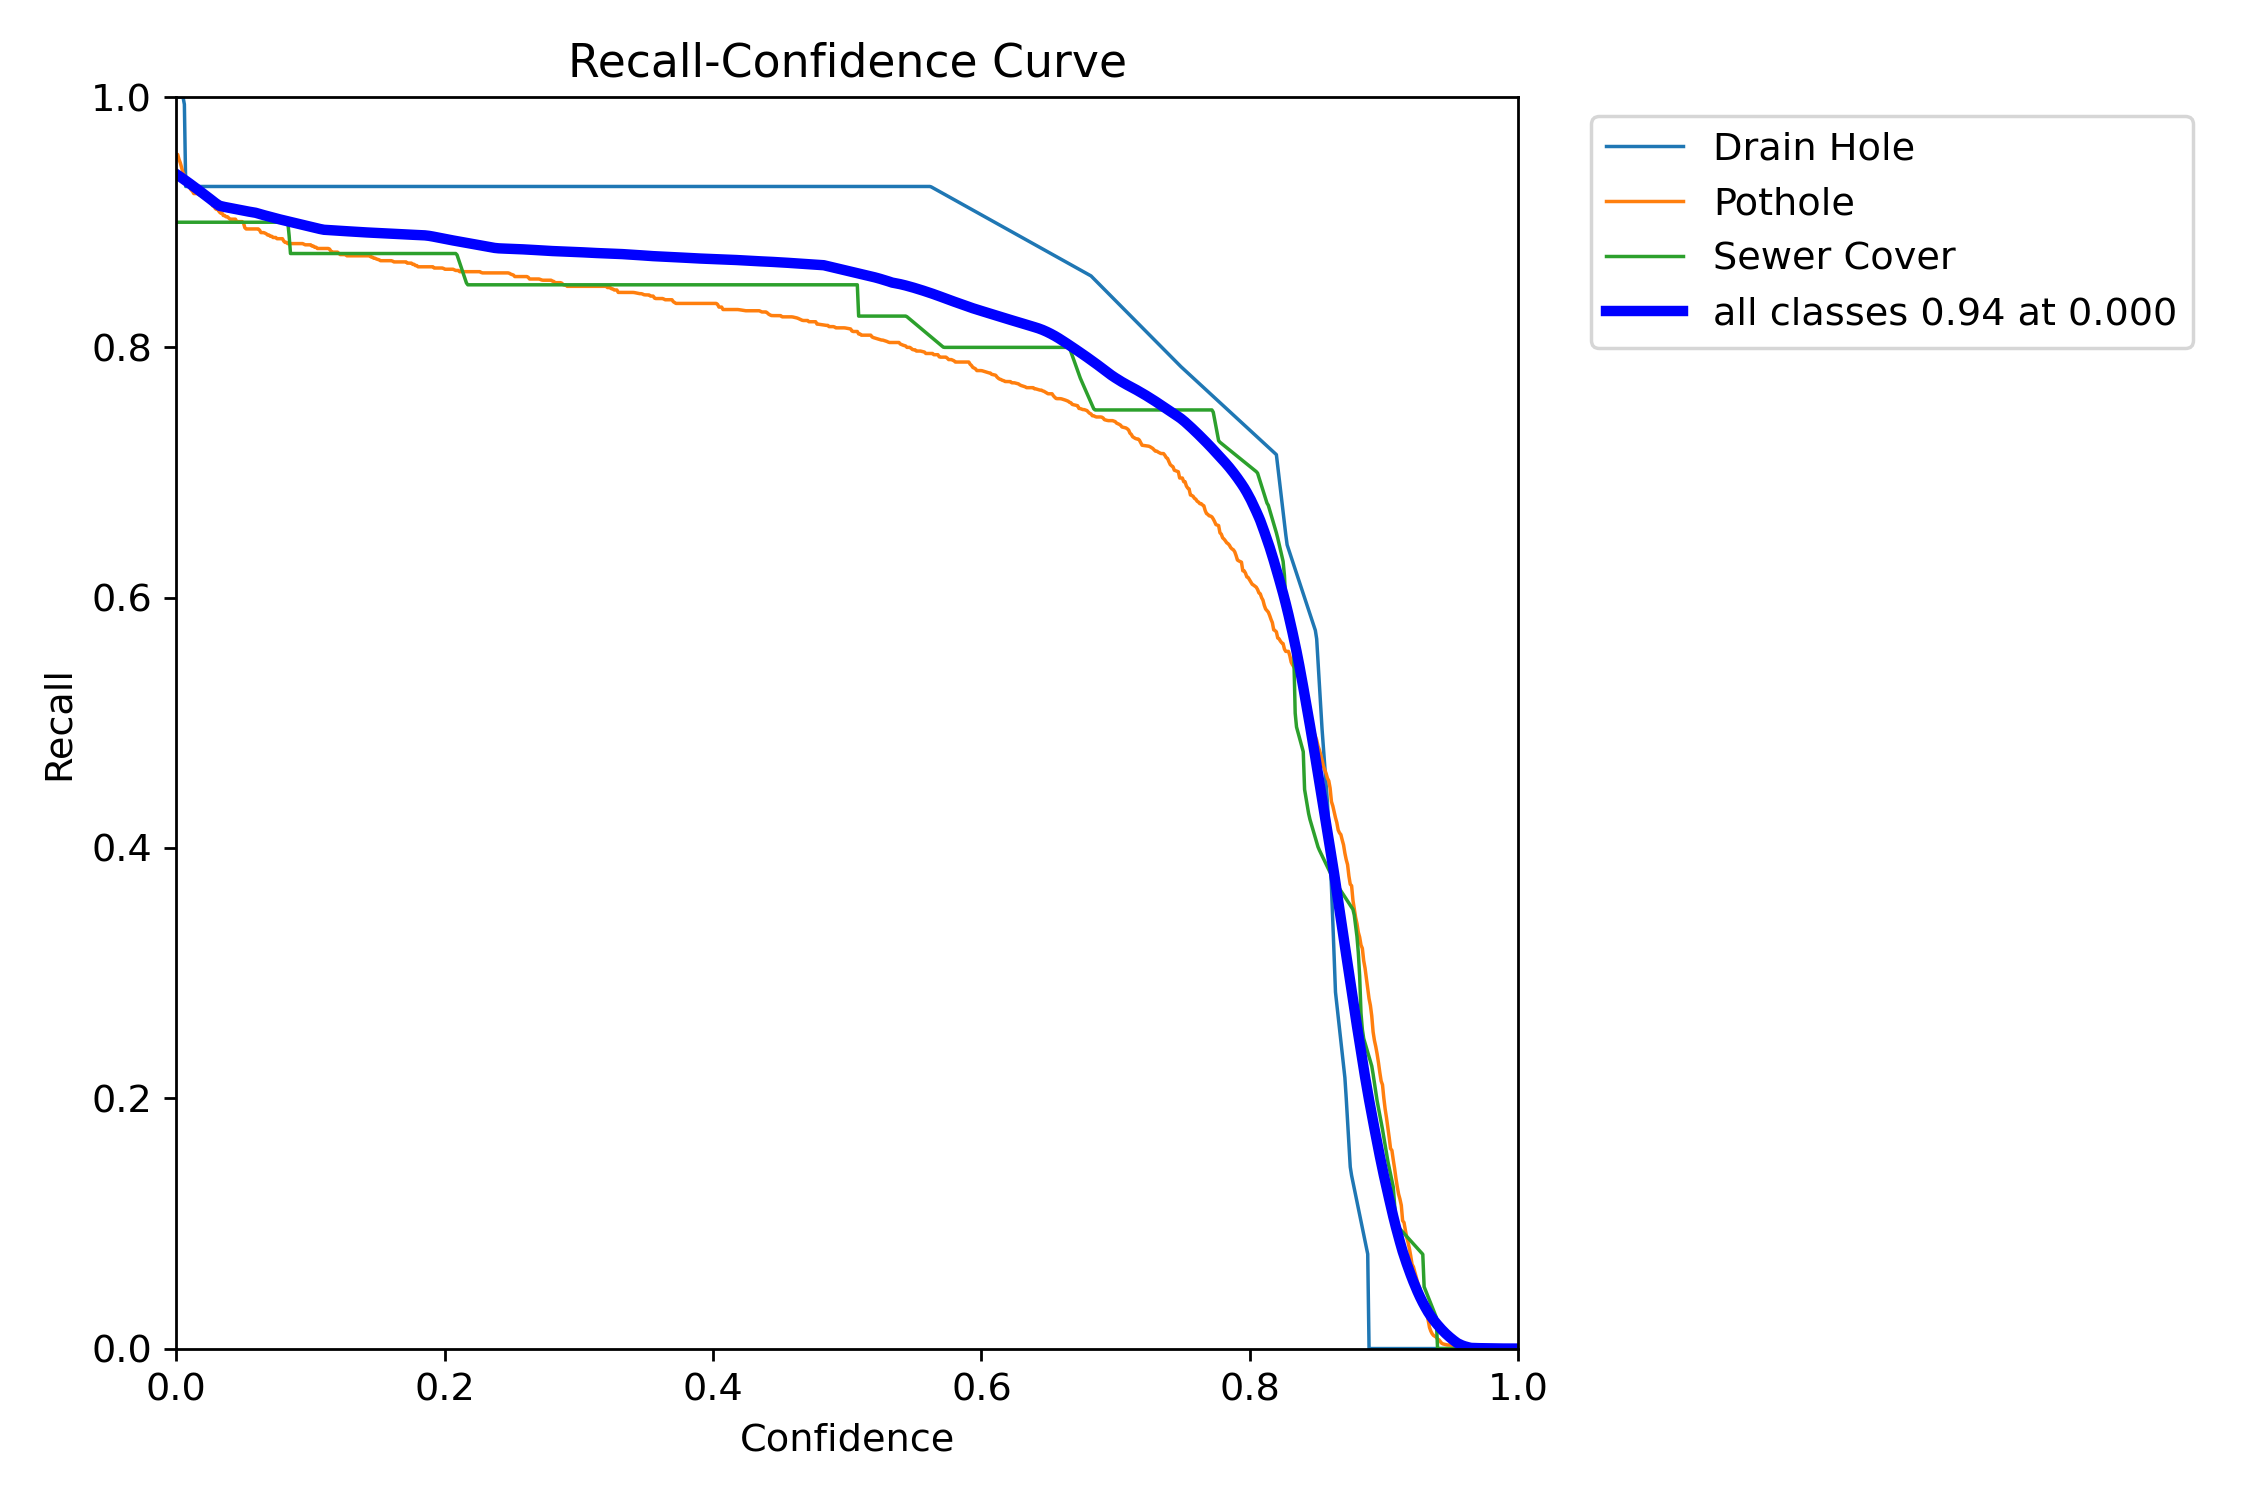 Recall-Confidence Curve
1.0
0.8
0.6
0.4
0.2
0.0
Recall
0.0 0.2 0.4 0.6 0.8 1.0
Confidence
Drain Hole
Pothole
Sewer Cover
all classes 0.94 at 0.000